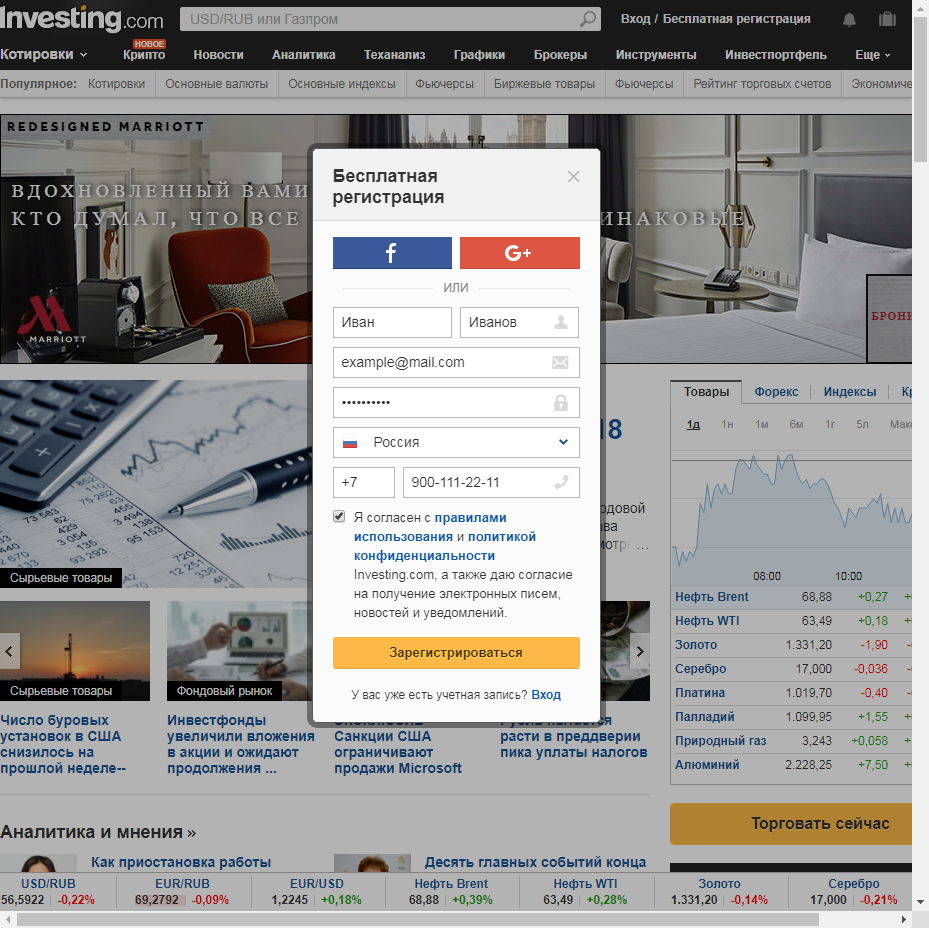 Investing.com
USD/RUB или Газпром
Вход / Бесплатная регистрация
Котировки
НОВОЕ
Крипто
Новости
Аналитика
Теханализ
Графики
Брокеры
Инструменты
Инвестпортфель
Еще
Популярное:
Котировки
Основные валюты
Основные индексы
Фьючерсы
Биржевые товары
Фьючерсы
Рейтинг торговых счетов
REDESIGNED MARRIOTT
ВДОХНОВЛЕННЫЙ ВАМИ
КТО ДУМАЛ, ЧТО ВСЕ
MARRIOTT
Бесплатная
регистрация
f
G+
ИЛИ
Иван
Иванов
example@mail.com
••••••••••
Россия
+7
900-111-22-11
Я согласен с правилами
использования и политикой
конфиденциальности
Investing.com, а также даю согласие
на получение электронных писем,
новостей и уведомлений.
Зарегистрироваться
У вас уже есть учетная запись? Вход
Сырьевые товары
Сырьевые товары
Фондовый рынок
Число буровых
установок в США
снизилось на
прошлой неделе--
Инвестфонды
увеличили вложения
в акции и ожидают
продолжения ...
Санкции США
ограничивают
продажи Microsoft
расти в преддверии
пика уплаты налогов
Товары
Форекс
Индексы
1д
1н
1м
6м
1г
5л
08:00
10:00
Нефть Brent 68,88 +0,27
Нефть WTI 63,49 +0,18
Золото 1.331,20 -1,90
Серебро 17,000 -0,036
Платина 1.019,70 -0,40
Палладий 1.099,95 +1,55
Природный газ 3,243 +0,058
Алюминий 2.228,25 +7,50
Торговать сейчас
Аналитика и мнения »
Как приостановка работы
Десять главных событий конца
USD/RUB
EUR/RUB
EUR/USD
Нефть Brent
Нефть WTI
Золото
Серебро
56,5922 -0,22%
69,2792 -0,09%
1,2245 +0,18%
68,88 +0,39%
63,49 +0,28%
1.331,20 -0,14%
17,000 -0,21%